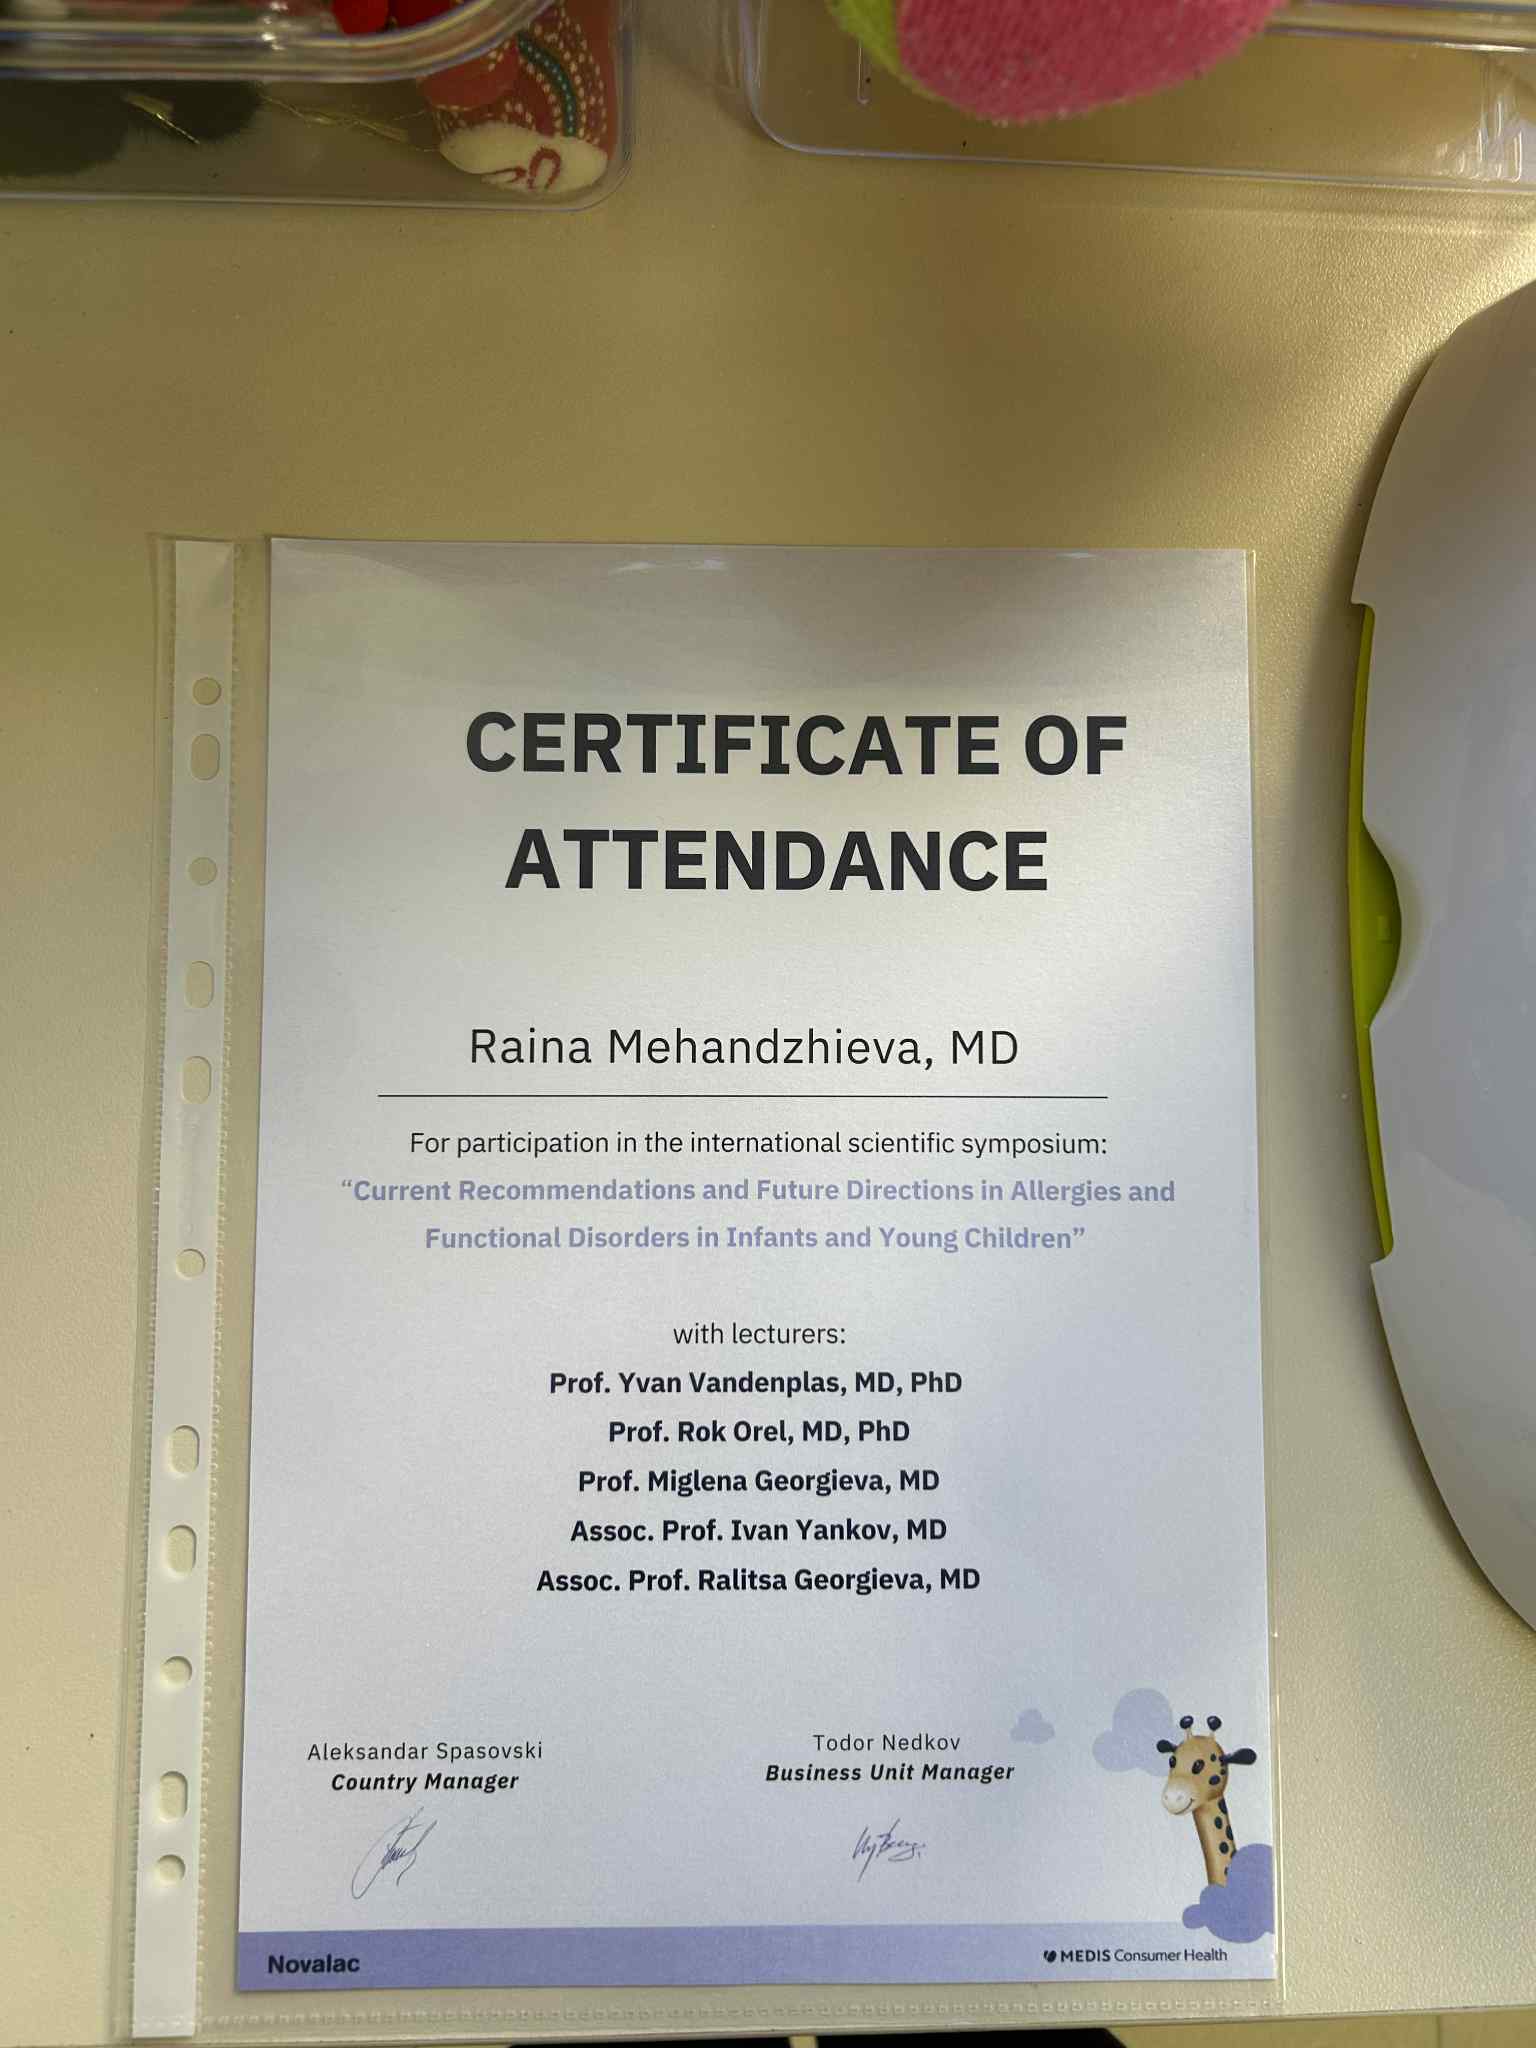 CERTIFICATE OF
ATTENDANCE
Raina Mehandzhieva, MD
For participation in the international scientific symposium:
“Current Recommendations and Future Directions in Allergies and
Functional Disorders in Infants and Young Children”
with lecturers:
Prof. Yvan Vandenplas, MD, PhD
Prof. Rok Orel, MD, PhD
Prof. Miglena Georgieva, MD
Assoc. Prof. Ivan Yankov, MD
Assoc. Prof. Ralitsa Georgieva, MD
Aleksandar Spasovski
Country Manager
Todor Nedkov
Business Unit Manager
Novalac
MEDIS Consumer Health